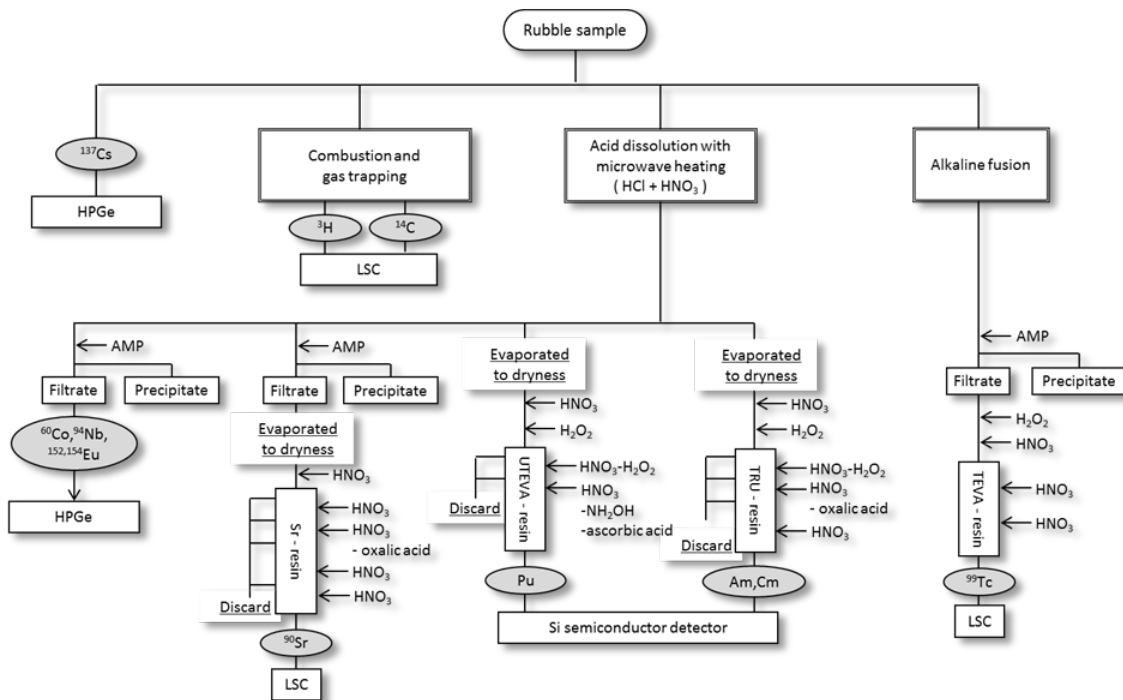 Rubble sample
¹³⁷Cs
HPGe
Combustion and
gas trapping
³H
¹⁴C
LSC
Acid dissolution with
microwave heating
( HCl + HNO₃ )
Alkaline fusion
AMP
Filtrate
Precipitate
⁶⁰Co,⁹⁴Nb,
¹⁵²,¹⁵⁴Eu
HPGe
AMP
Filtrate
Precipitate
Evaporated
to dryness
HNO₃
Sr - resin
HNO₃
HNO₃
- oxalic acid
HNO₃
HNO₃
Discard
⁹⁰Sr
LSC
Evaporated
to dryness
HNO₃
H₂O₂
UTEVA - resin
HNO₃-H₂O₂
HNO₃
-NH₂OH
-ascorbic acid
Discard
Pu
Evaporated
to dryness
HNO₃
H₂O₂
TRU - resin
HNO₃-H₂O₂
HNO₃
- oxalic acid
HNO₃
Discard
Am,Cm
Si semiconductor detector
AMP
Filtrate
Precipitate
H₂O₂
HNO₃
TEVA - resin
HNO₃
HNO₃
⁹⁹Tc
LSC